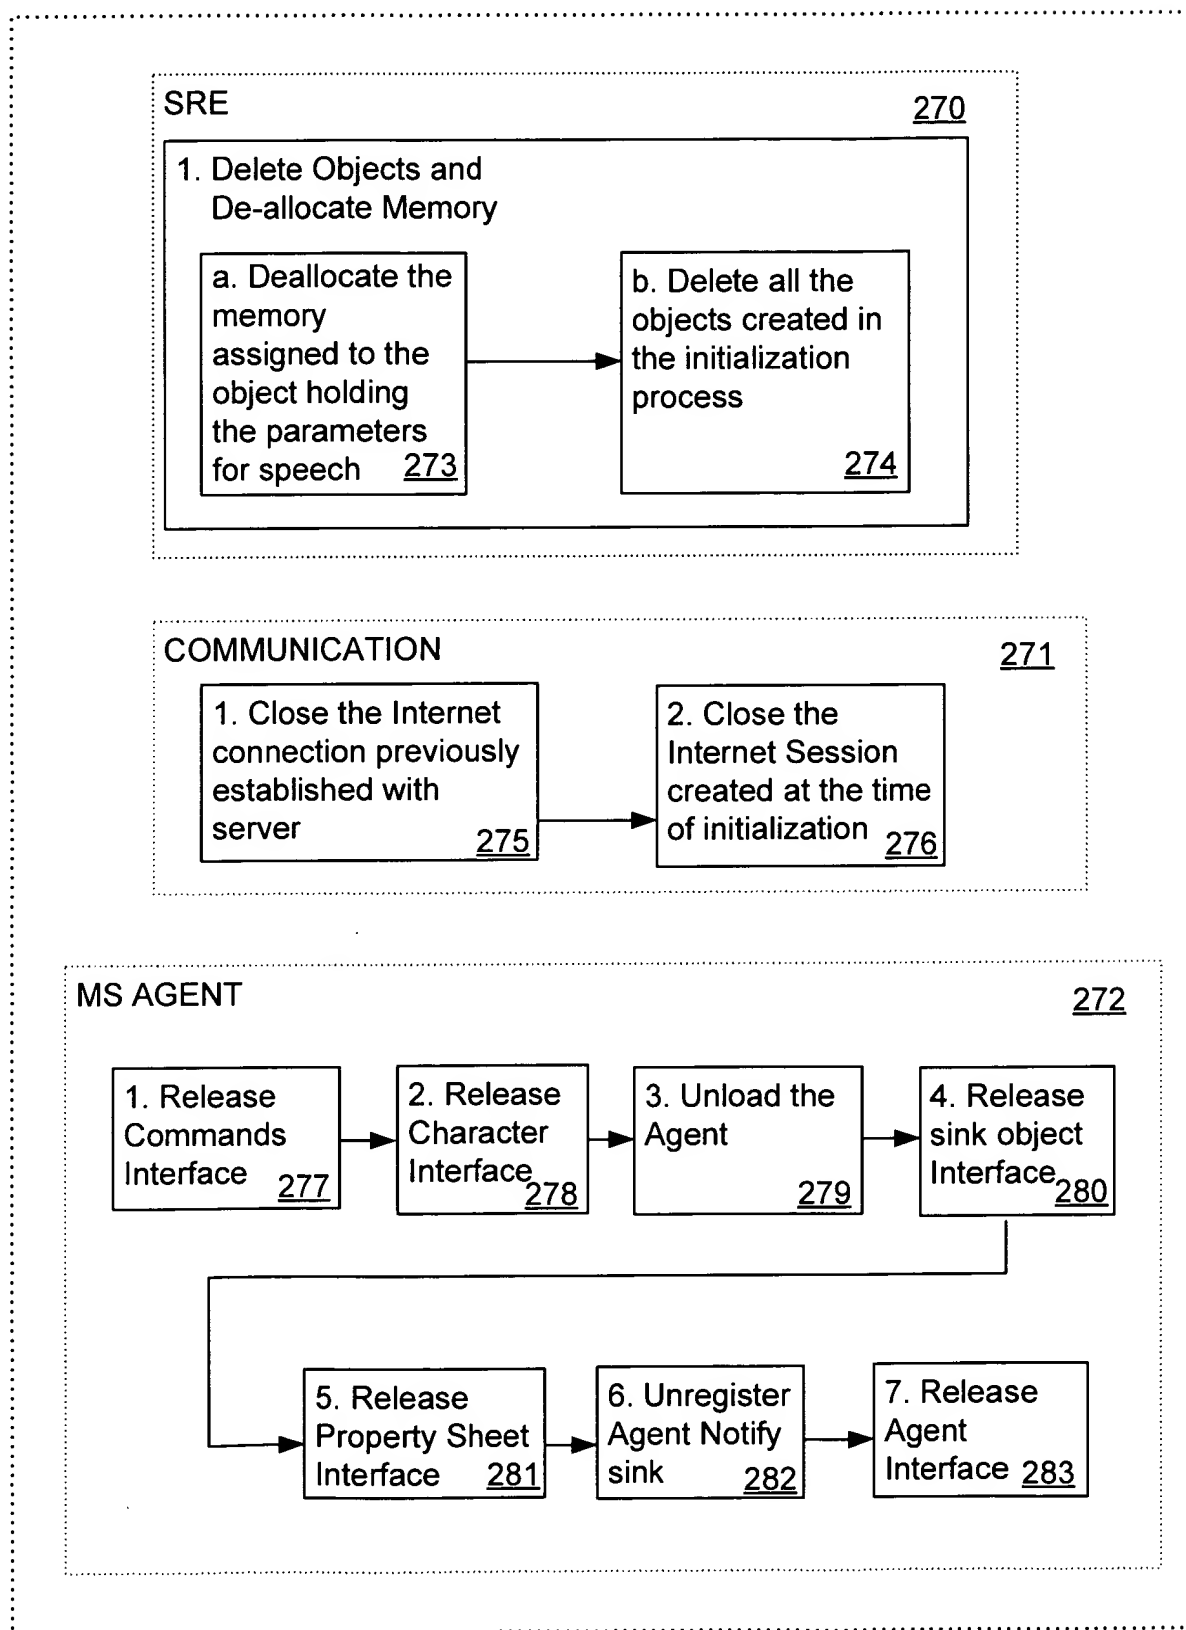 SRE 270
1. Delete Objects and
De-allocate Memory
a. Deallocate the
memory
assigned to the
object holding
the parameters
for speech 273
b. Delete all the
objects created in
the initialization
process
274
COMMUNICATION 271
1. Close the Internet
connection previously
established with
server 275
2. Close the
Internet Session
created at the time
of initialization 276
MS AGENT 272
1. Release
Commands
Interface 277
2. Release
Character
Interface 278
3. Unload the
Agent
279
4. Release
sink object
Interface 280
5. Release
Property Sheet
Interface 281
6. Unregister
Agent Notify
sink 282
7. Release
Agent
Interface 283